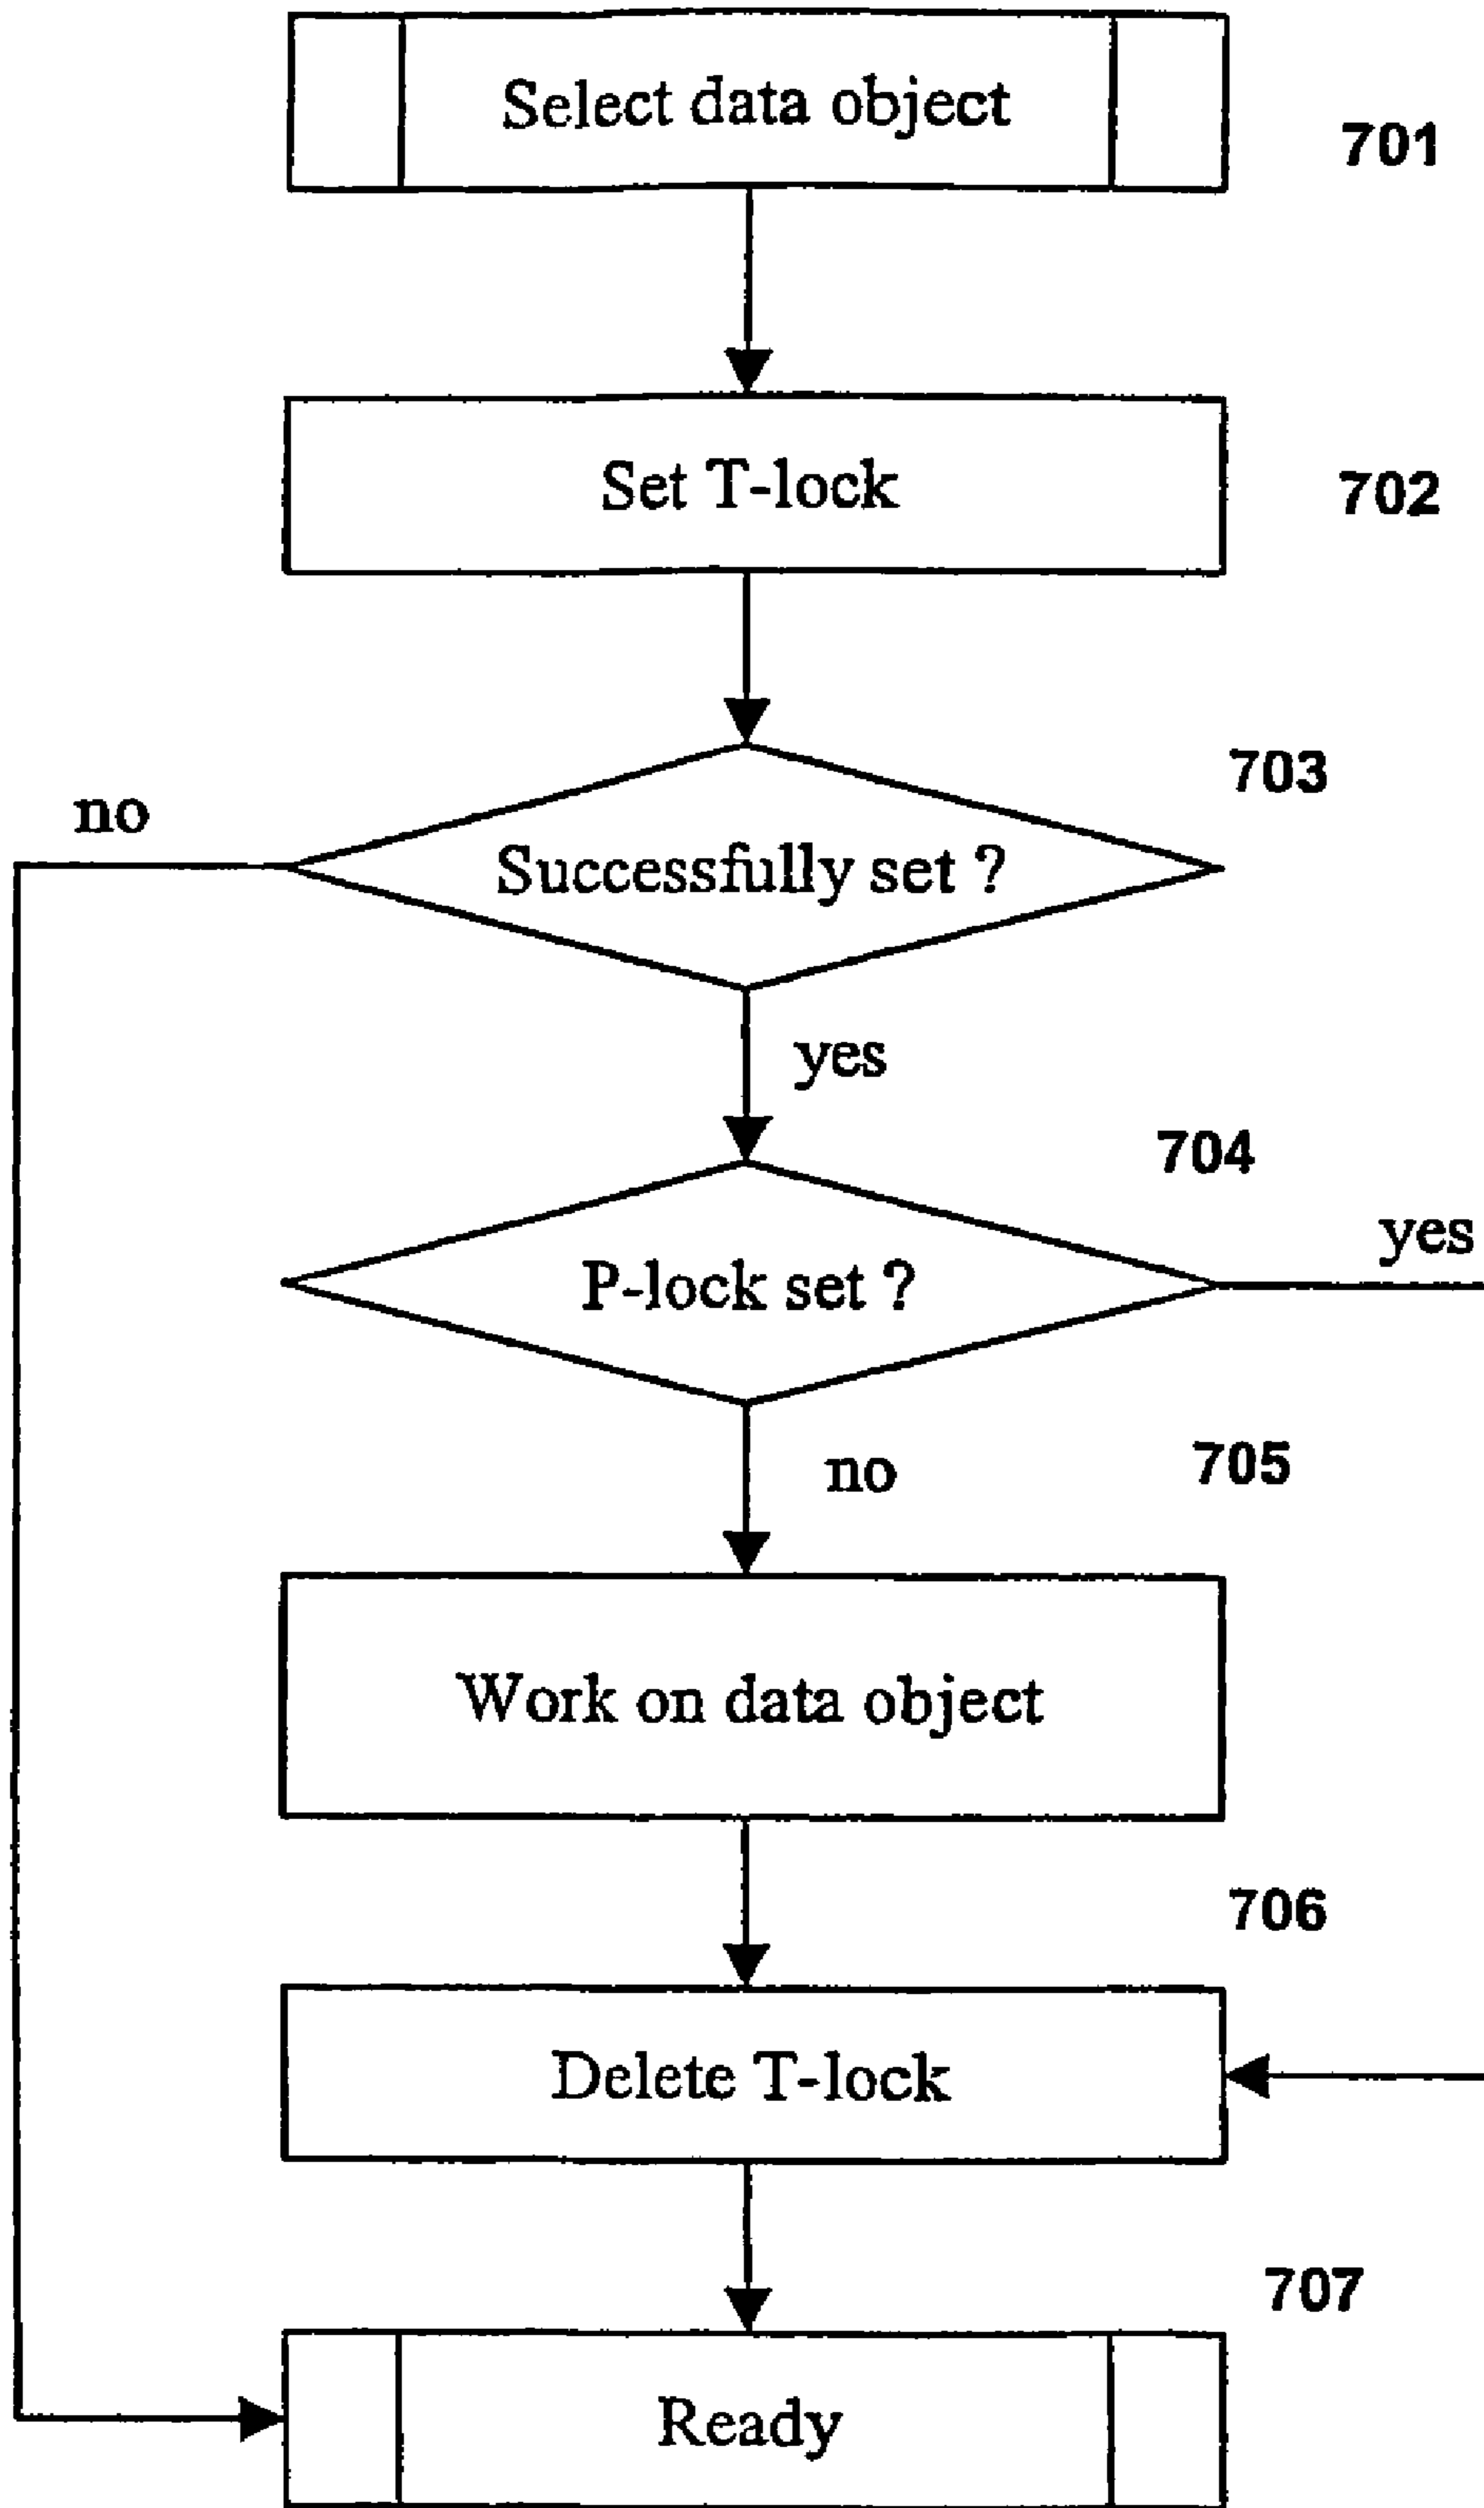 Select data object
701
Set T-lock
702
703
no
Successfully set ?
yes
704
yes
P-lock set ?
no
705
Work on data object
706
Delete T-lock
707
Ready